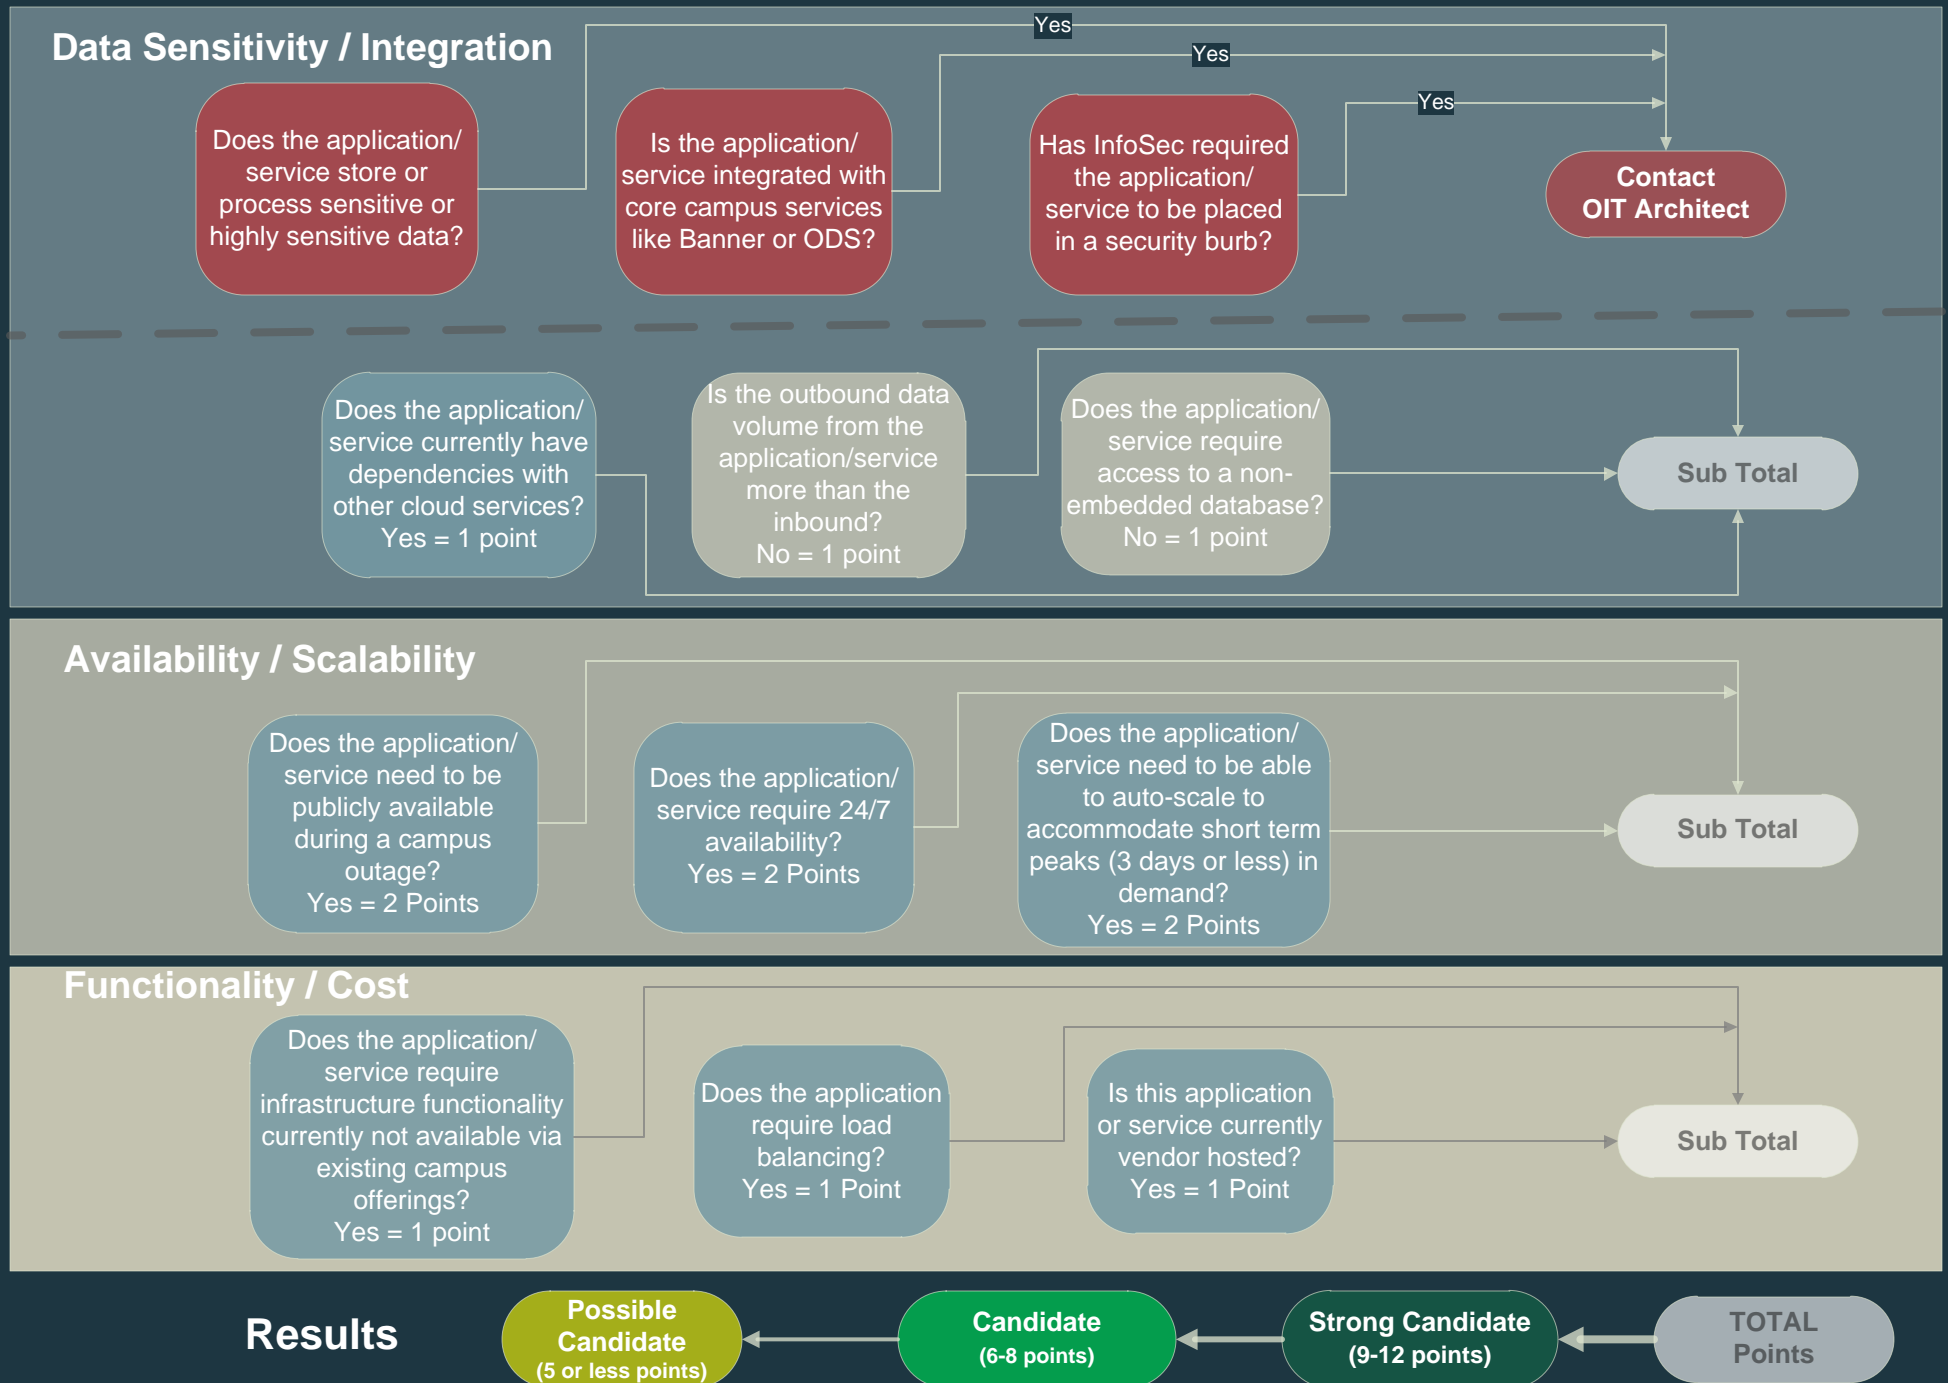 Data Sensitivity / Integration
Yes
Yes
Yes
Does the application/
service store or
process sensitive or
highly sensitive data?
Is the application/
service integrated with
core campus services
like Banner or ODS?
Has InfoSec required
the application/
service to be placed
in a security burb?
Contact
OIT Architect
Does the application/
service currently have
dependencies with
other cloud services?
Yes = 1 point
Is the outbound data
volume from the
application/service
more than the
inbound?
No = 1 point
Does the application/
service require
access to a non-
embedded database?
No = 1 point
Sub Total
Availability / Scalability
Does the application/
service need to be
publicly available
during a campus
outage?
Yes = 2 Points
Does the application/
service require 24/7
availability?
Yes = 2 Points
Does the application/
service need to be able
to auto-scale to
accommodate short term
peaks (3 days or less) in
demand?
Yes = 2 Points
Sub Total
Functionality / Cost
Does the application/
service require
infrastructure functionality
currently not available via
existing campus
offerings?
Yes = 1 point
Does the application
require load
balancing?
Yes = 1 Point
Is this application
or service currently
vendor hosted?
Yes = 1 Point
Sub Total
Results
Possible
Candidate
(5 or less points)
Candidate
(6-8 points)
Strong Candidate
(9-12 points)
TOTAL
Points